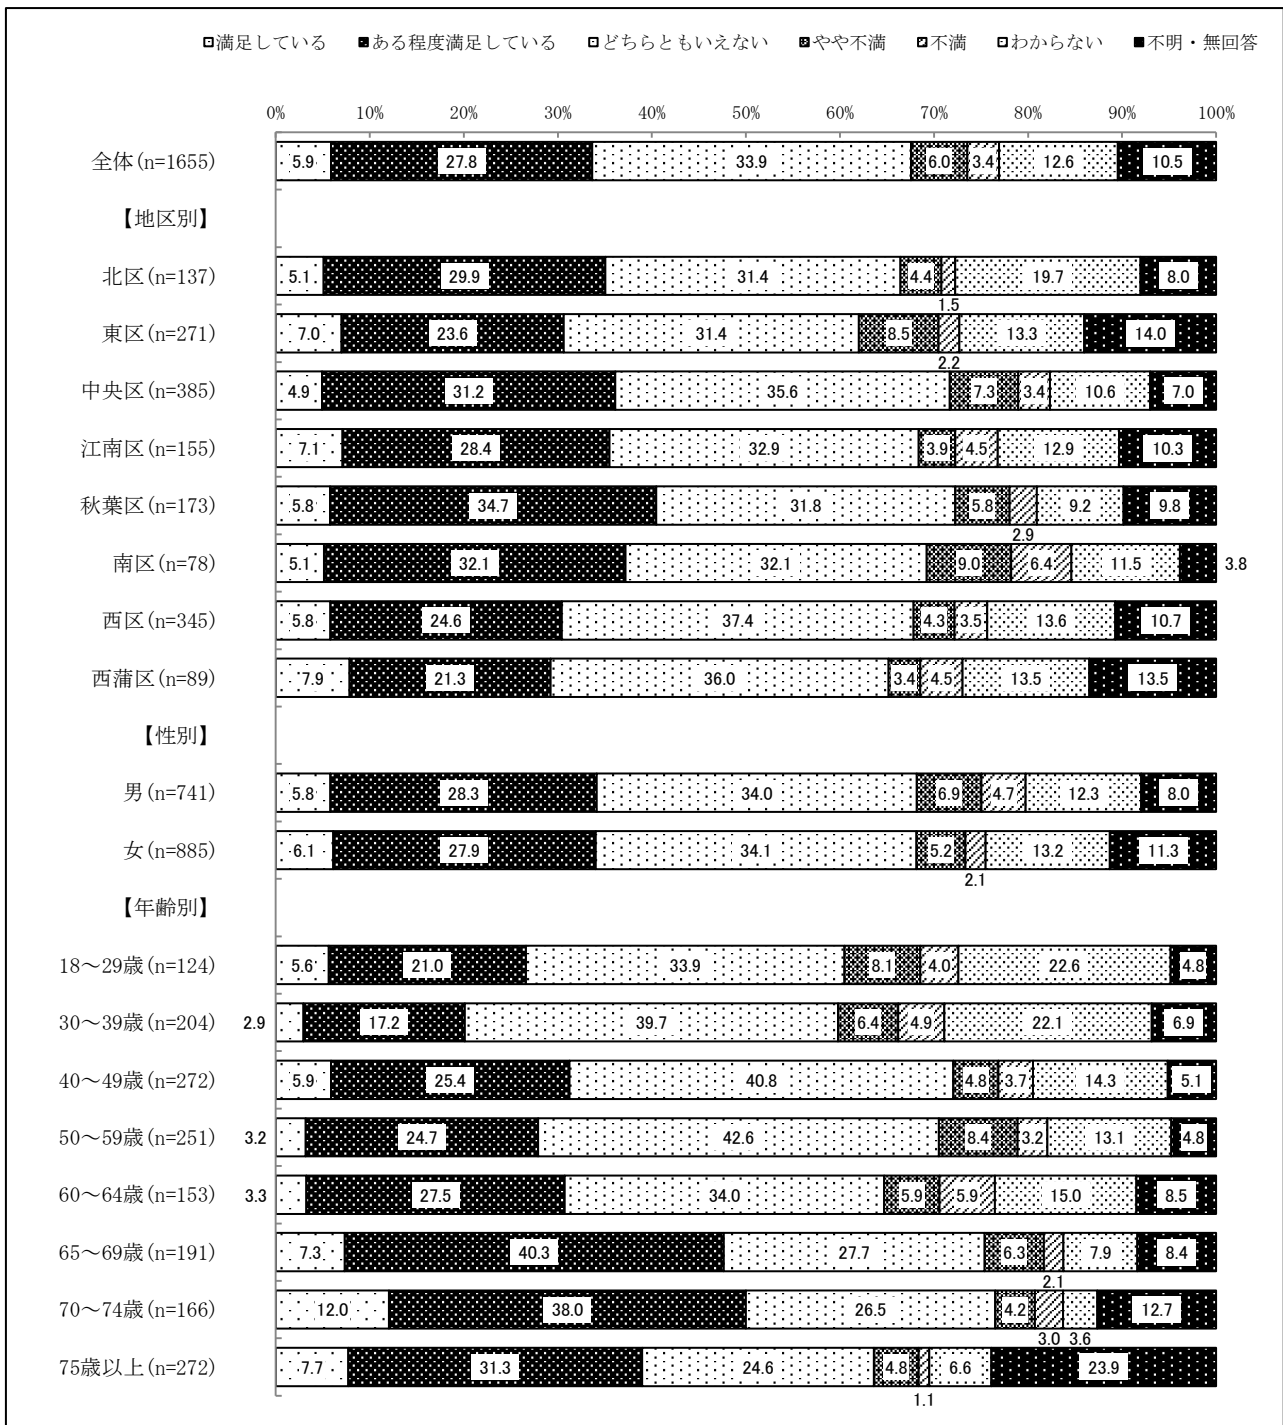 満足している ある程度満足している どちらともいえない やや不満 不満 わからない 不明・無回答
0% 10% 20% 30% 40% 50% 60% 70% 80% 90% 100%
全体(n=1655) 5.9 27.8 33.9 6.0 3.4 12.6 10.5
【地区別】
北区(n=137) 5.1 29.9 31.4 4.4 19.7 8.0
1.5
東区(n=271) 7.0 23.6 31.4 8.5 13.3 14.0
2.2
中央区(n=385) 4.9 31.2 35.6 7.3 3.4 10.6 7.0
江南区(n=155) 7.1 28.4 32.9 3.9 4.5 12.9 10.3
秋葉区(n=173) 5.8 34.7 31.8 5.8 9.2 9.8
2.9
南区(n=78) 5.1 32.1 32.1 9.0 6.4 11.5 3.8
西区(n=345) 5.8 24.6 37.4 4.3 3.5 13.6 10.7
西蒲区(n=89) 7.9 21.3 36.0 3.4 4.5 13.5 13.5
【性別】
男(n=741) 5.8 28.3 34.0 6.9 4.7 12.3 8.0
女(n=885) 6.1 27.9 34.1 5.2 13.2 11.3
2.1
【年齢別】
18～29歳(n=124) 5.6 21.0 33.9 8.1 4.0 22.6 4.8
30～39歳(n=204) 2.9 17.2 39.7 6.4 4.9 22.1 6.9
40～49歳(n=272) 5.9 25.4 40.8 4.8 3.7 14.3 5.1
50～59歳(n=251) 3.2 24.7 42.6 8.4 3.2 13.1 4.8
60～64歳(n=153) 3.3 27.5 34.0 5.9 5.9 15.0 8.5
65～69歳(n=191) 7.3 40.3 27.7 6.3 7.9 8.4
2.1
70～74歳(n=166) 12.0 38.0 26.5 4.2 12.7
3.0 3.6
75歳以上(n=272) 7.7 31.3 24.6 4.8 6.6 23.9
1.1